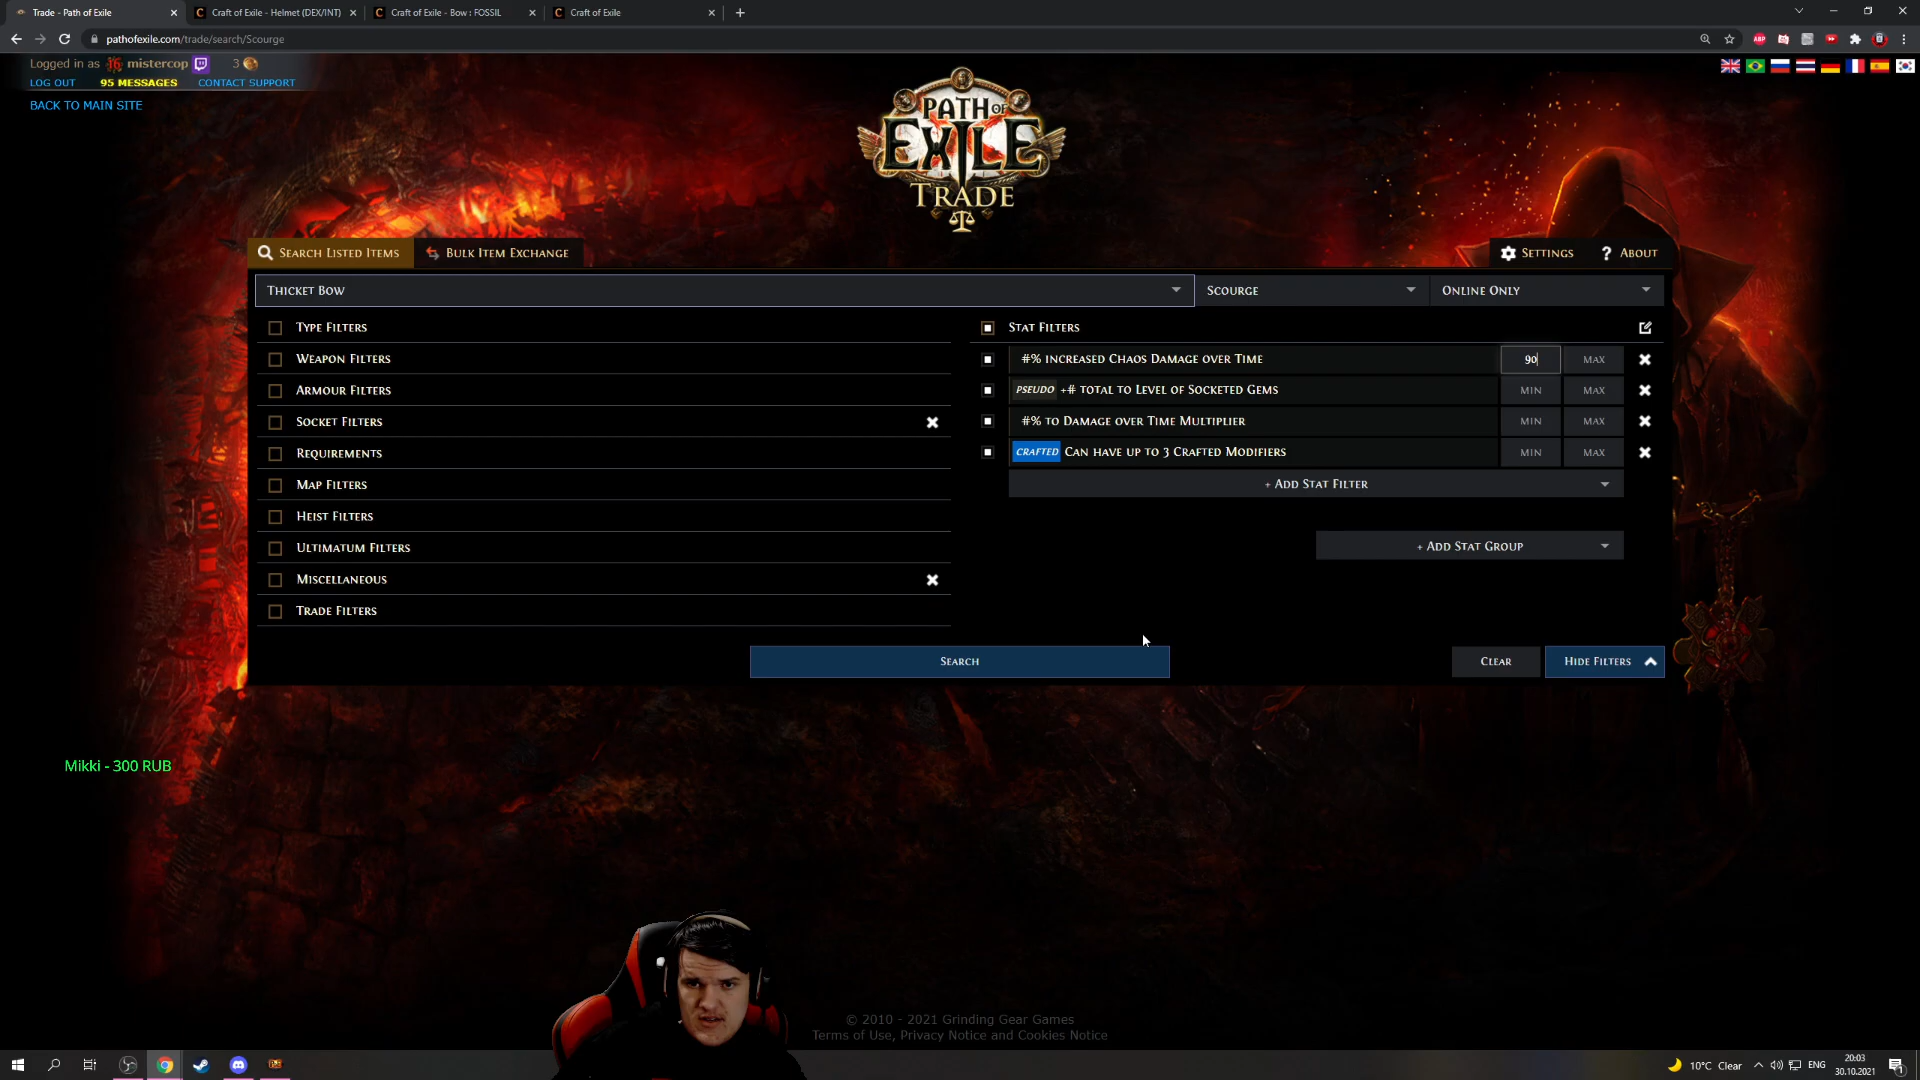 Trade - Path of Exile
Craft of Exile - Helmet (DEX/INT)
Craft of Exile - Bow : FOSSIL
Craft of Exile
pathofexile.com/trade/search/Scourge
Logged in as mistercop 3
LOG OUT 95 MESSAGES CONTACT SUPPORT
BACK TO MAIN SITE
PATH OF
EXILE
TRADE
SEARCH LISTED ITEMS
BULK ITEM EXCHANGE
SETTINGS
? ABOUT
THICKET BOW
SCOURGE
ONLINE ONLY
TYPE FILTERS
WEAPON FILTERS
ARMOUR FILTERS
SOCKET FILTERS
REQUIREMENTS
MAP FILTERS
HEIST FILTERS
ULTIMATUM FILTERS
MISCELLANEOUS
TRADE FILTERS
STAT FILTERS
#% INCREASED CHAOS DAMAGE OVER TIME 90 MAX
PSEUDO +# TOTAL TO LEVEL OF SOCKETED GEMS MIN MAX
#% TO DAMAGE OVER TIME MULTIPLIER MIN MAX
CRAFTED CAN HAVE UP TO 3 CRAFTED MODIFIERS MIN MAX
+ ADD STAT FILTER
+ ADD STAT GROUP
SEARCH
CLEAR
HIDE FILTERS
Mikki - 300 RUB
© 2010 - 2021 Grinding Gear Games
Terms of Use, Privacy Notice and Cookies Notice
10°C Clear
ENG
20:03
30.10.2021